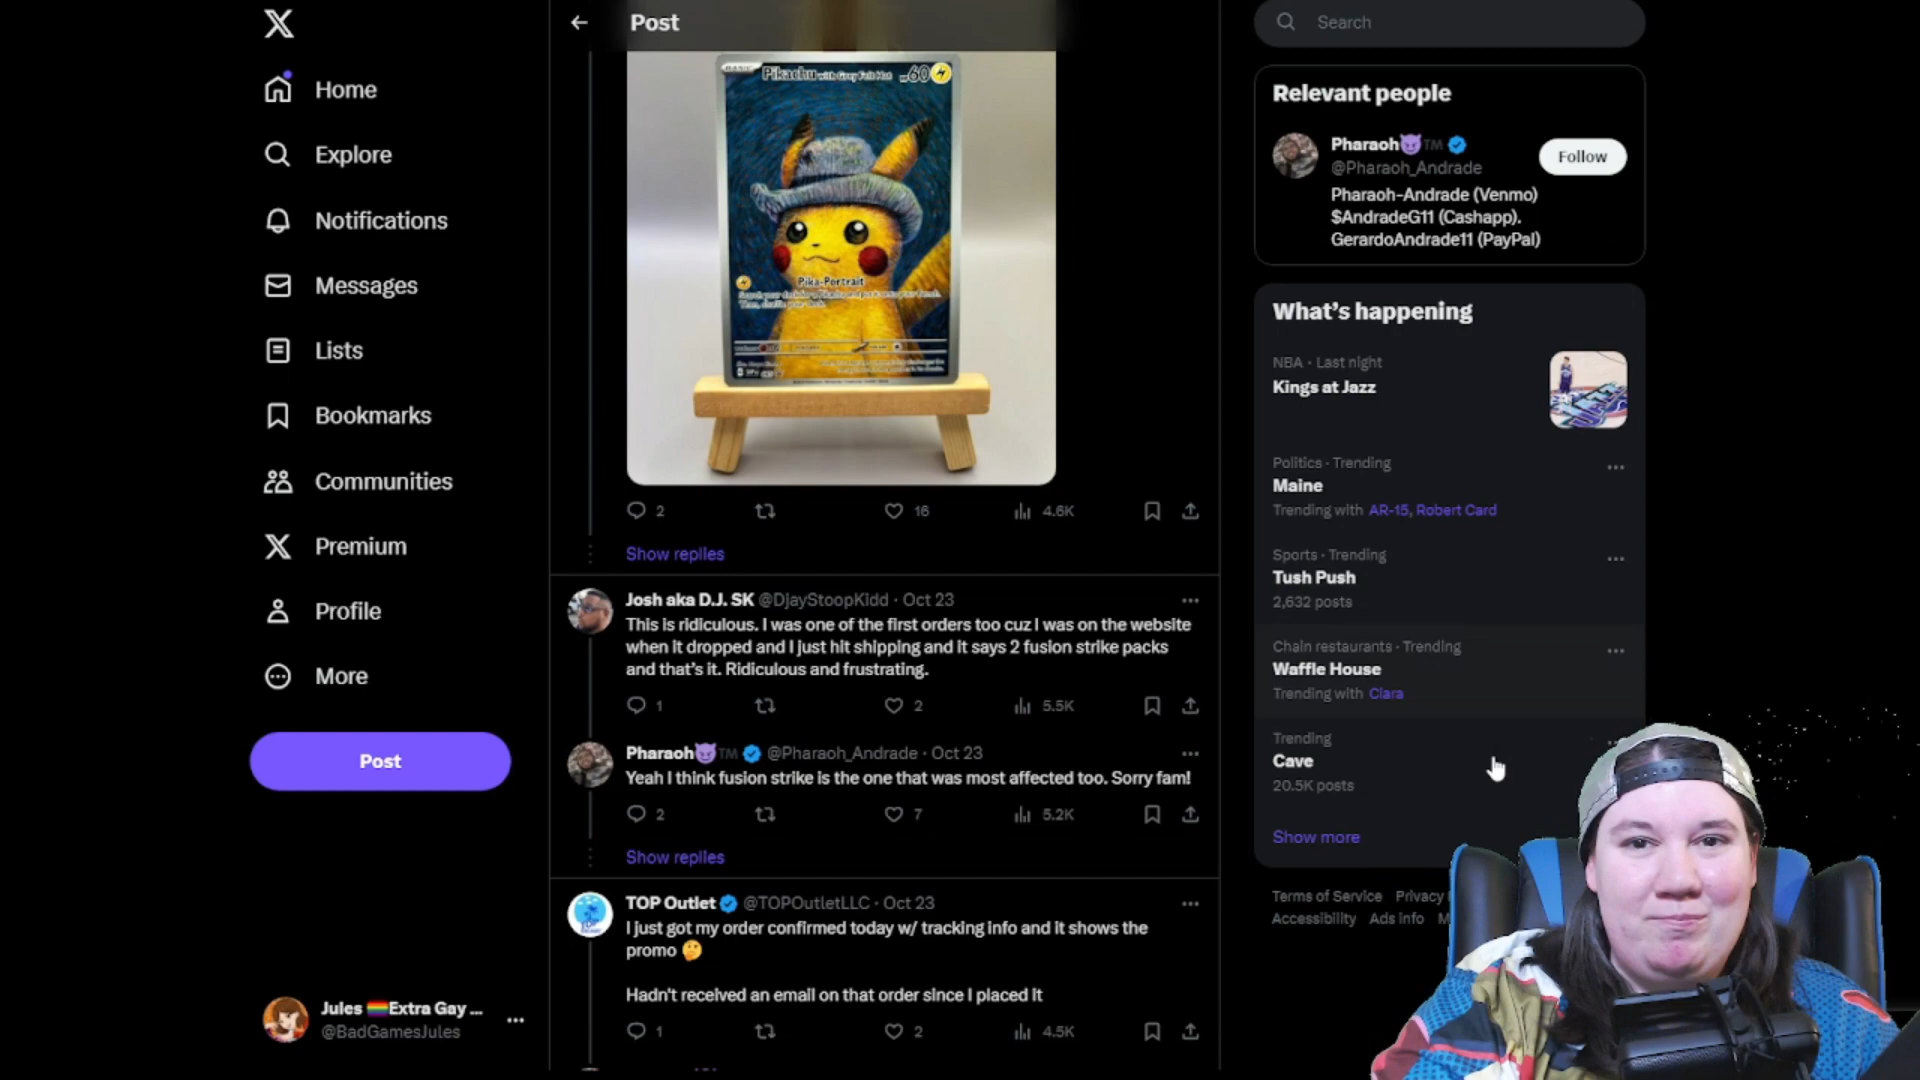 Home
Explore
Notifications
Messages
Lists
Bookmarks
Communities
Premium
Profile
More
Post
Jules 🏳️‍🌈Extra Gay ...
@BadGamesJules
Post
BASIC
Pikachu with Grey Felt Hat HP60
Pika-Portrait
2
16
4.6K
Show replies
Josh aka D.J. SK @DjayStoopKidd · Oct 23
This is ridiculous. I was one of the first orders too cuz I was on the website
when it dropped and I just hit shipping and it says 2 fusion strike packs
and that's it. Ridiculous and frustrating.
1
2
5.5K
Pharaoh😈TM @Pharaoh_Andrade · Oct 23
Yeah I think fusion strike is the one that was most affected too. Sorry fam!
2
7
5.2K
Show replies
TOP Outlet @TOPOutletLLC · Oct 23
I just got my order confirmed today w/ tracking info and it shows the
promo 🤔
Hadn't received an email on that order since I placed it
1
2
4.5K
Search
Relevant people
Pharaoh😈TM
@Pharaoh_Andrade
Follow
Pharaoh-Andrade (Venmo)
$AndradeG11 (Cashapp).
GerardoAndrade11 (PayPal)
What's happening
NBA · Last night
Kings at Jazz
Politics · Trending
Maine
Trending with AR-15, Robert Card
Sports · Trending
Tush Push
2,632 posts
Chain restaurants · Trending
Waffle House
Trending with Clara
Trending
Cave
20.5K posts
Show more
Terms of Service Privacy
Accessibility Ads info M